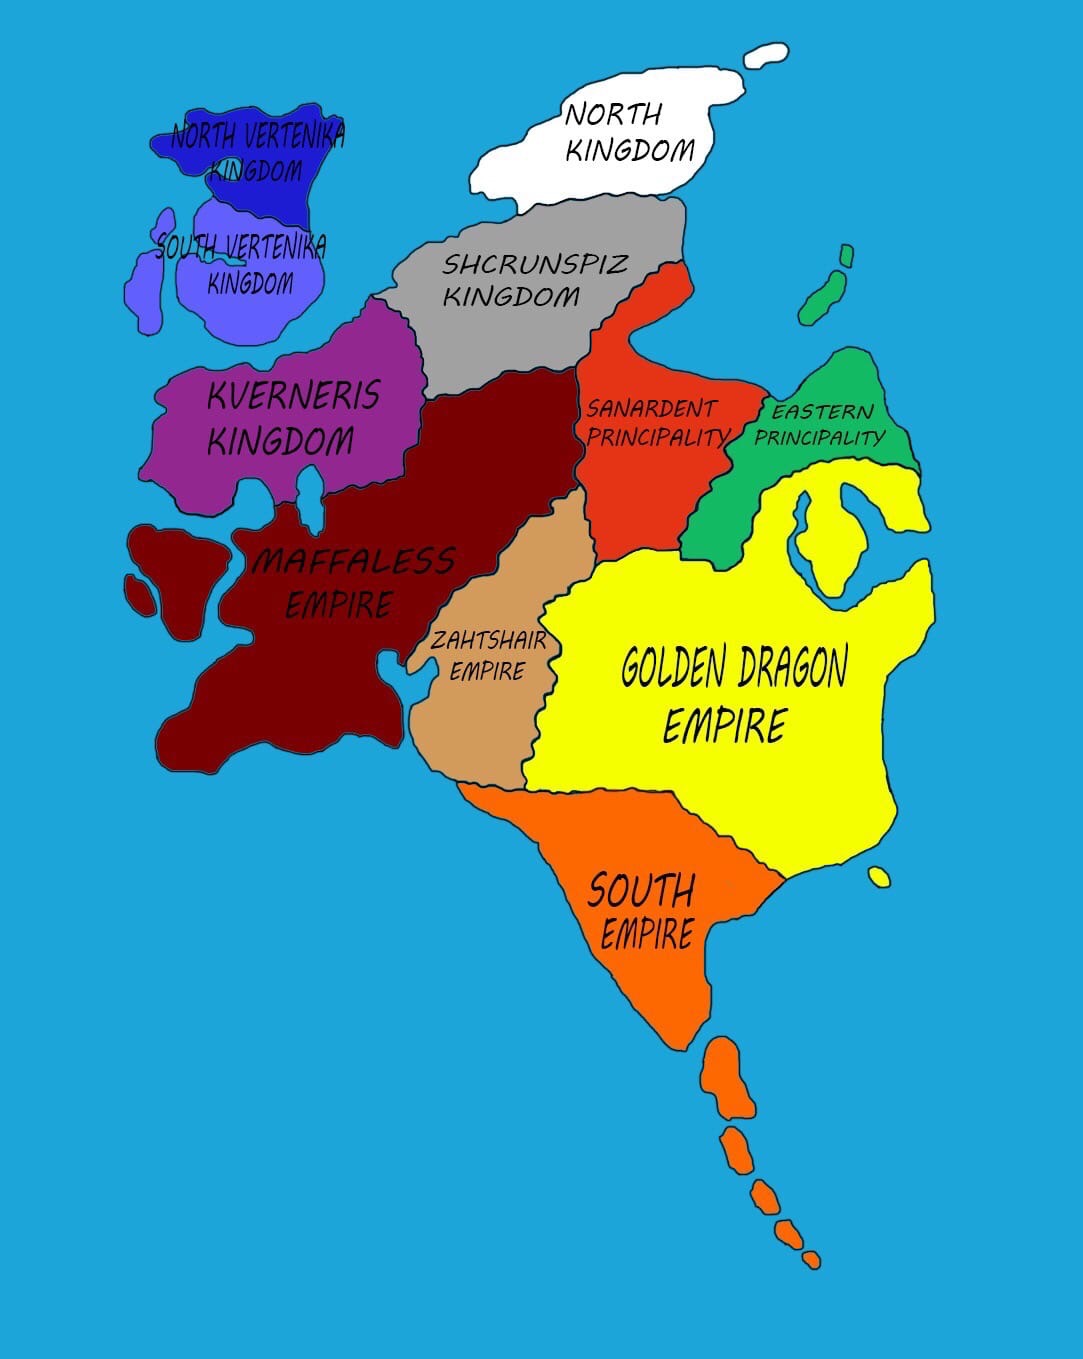 NORTH
KINGDOM
NORTH VERTENIKA
KINGDOM
SOUTH VERTENIKA
KINGDOM
SHCRUNSPIZ
KINGDOM
KVERNERIS
KINGDOM
SANARDENT
PRINCIPALITY
EASTERN
PRINCIPALITY
MAFFALESS
EMPIRE
ZAHTSHAIR
EMPIRE
GOLDEN DRAGON
EMPIRE
SOUTH
EMPIRE